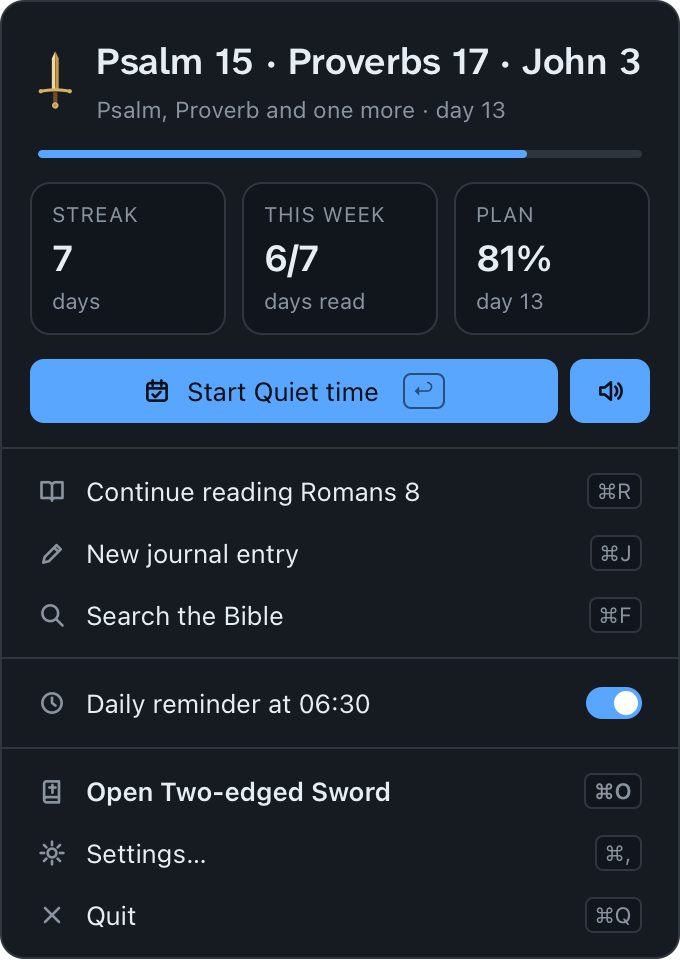 Psalm 15 · Proverbs 17 · John 3
Psalm, Proverb and one more · day 13
STREAK
7
days
THIS WEEK
6/7
days read
PLAN
81%
day 13
Start Quiet time ↩
Continue reading Romans 8 ⌘R
New journal entry ⌘J
Search the Bible ⌘F
Daily reminder at 06:30
Open Two-edged Sword ⌘O
Settings... ⌘,
Quit ⌘Q